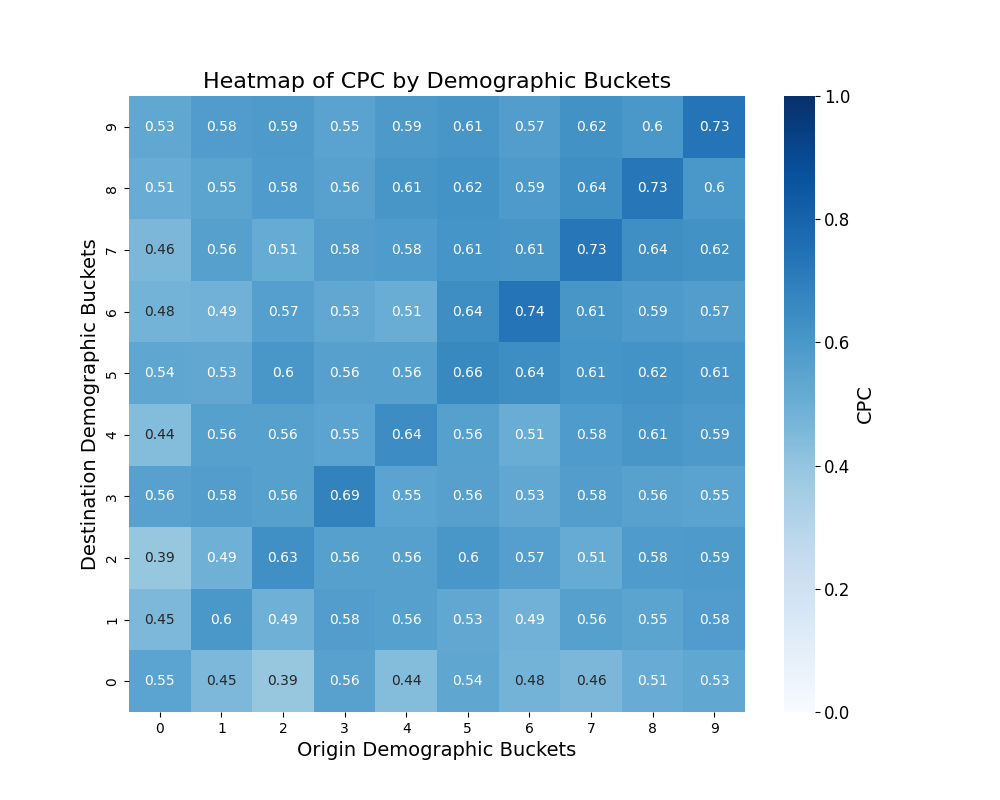 Heatmap of CPC by Demographic Buckets
9 0.53 0.58 0.59 0.55 0.59 0.61 0.57 0.62 0.6 0.73
8 0.51 0.55 0.58 0.56 0.61 0.62 0.59 0.64 0.73 0.6
7 0.46 0.56 0.51 0.58 0.58 0.61 0.61 0.73 0.64 0.62
6 0.48 0.49 0.57 0.53 0.51 0.64 0.74 0.61 0.59 0.57
5 0.54 0.53 0.6 0.56 0.56 0.66 0.64 0.61 0.62 0.61
4 0.44 0.56 0.56 0.55 0.64 0.56 0.51 0.58 0.61 0.59
3 0.56 0.58 0.56 0.69 0.55 0.56 0.53 0.58 0.56 0.55
2 0.39 0.49 0.63 0.56 0.56 0.6 0.57 0.51 0.58 0.59
1 0.45 0.6 0.49 0.58 0.56 0.53 0.49 0.56 0.55 0.58
0 0.55 0.45 0.39 0.56 0.44 0.54 0.48 0.46 0.51 0.53
0 1 2 3 4 5 6 7 8 9
Origin Demographic Buckets
Destination Demographic Buckets
1.0
0.8
0.6
0.4
0.2
0.0
CPC